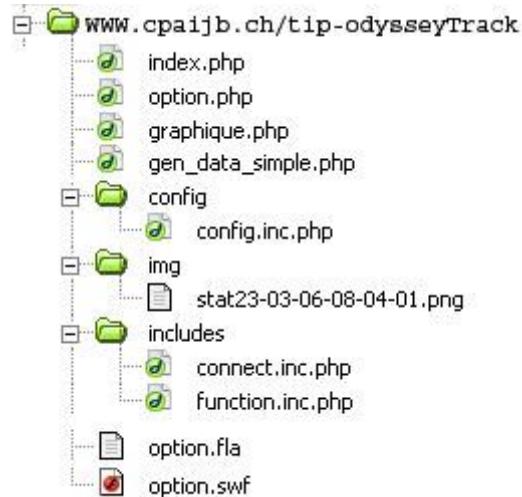 www.cpaijb.ch/tip-odysseyTrack
index.php
option.php
graphique.php
gen_data_simple.php
config
config.inc.php
img
stat23-03-06-08-04-01.png
includes
connect.inc.php
function.inc.php
option.fla
option.swf